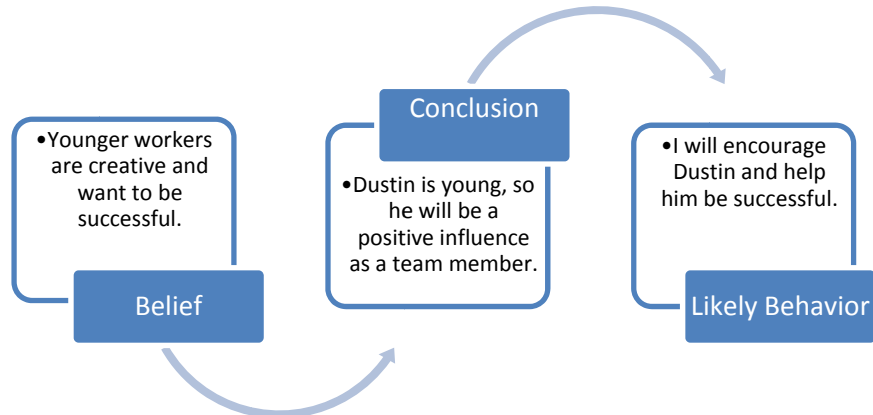 •Younger workers
are creative and
want to be
successful.
Belief
Conclusion
•Dustin is young, so
he will be a
positive influence
as a team member.
•I will encourage
Dustin and help
him be successful.
Likely Behavior